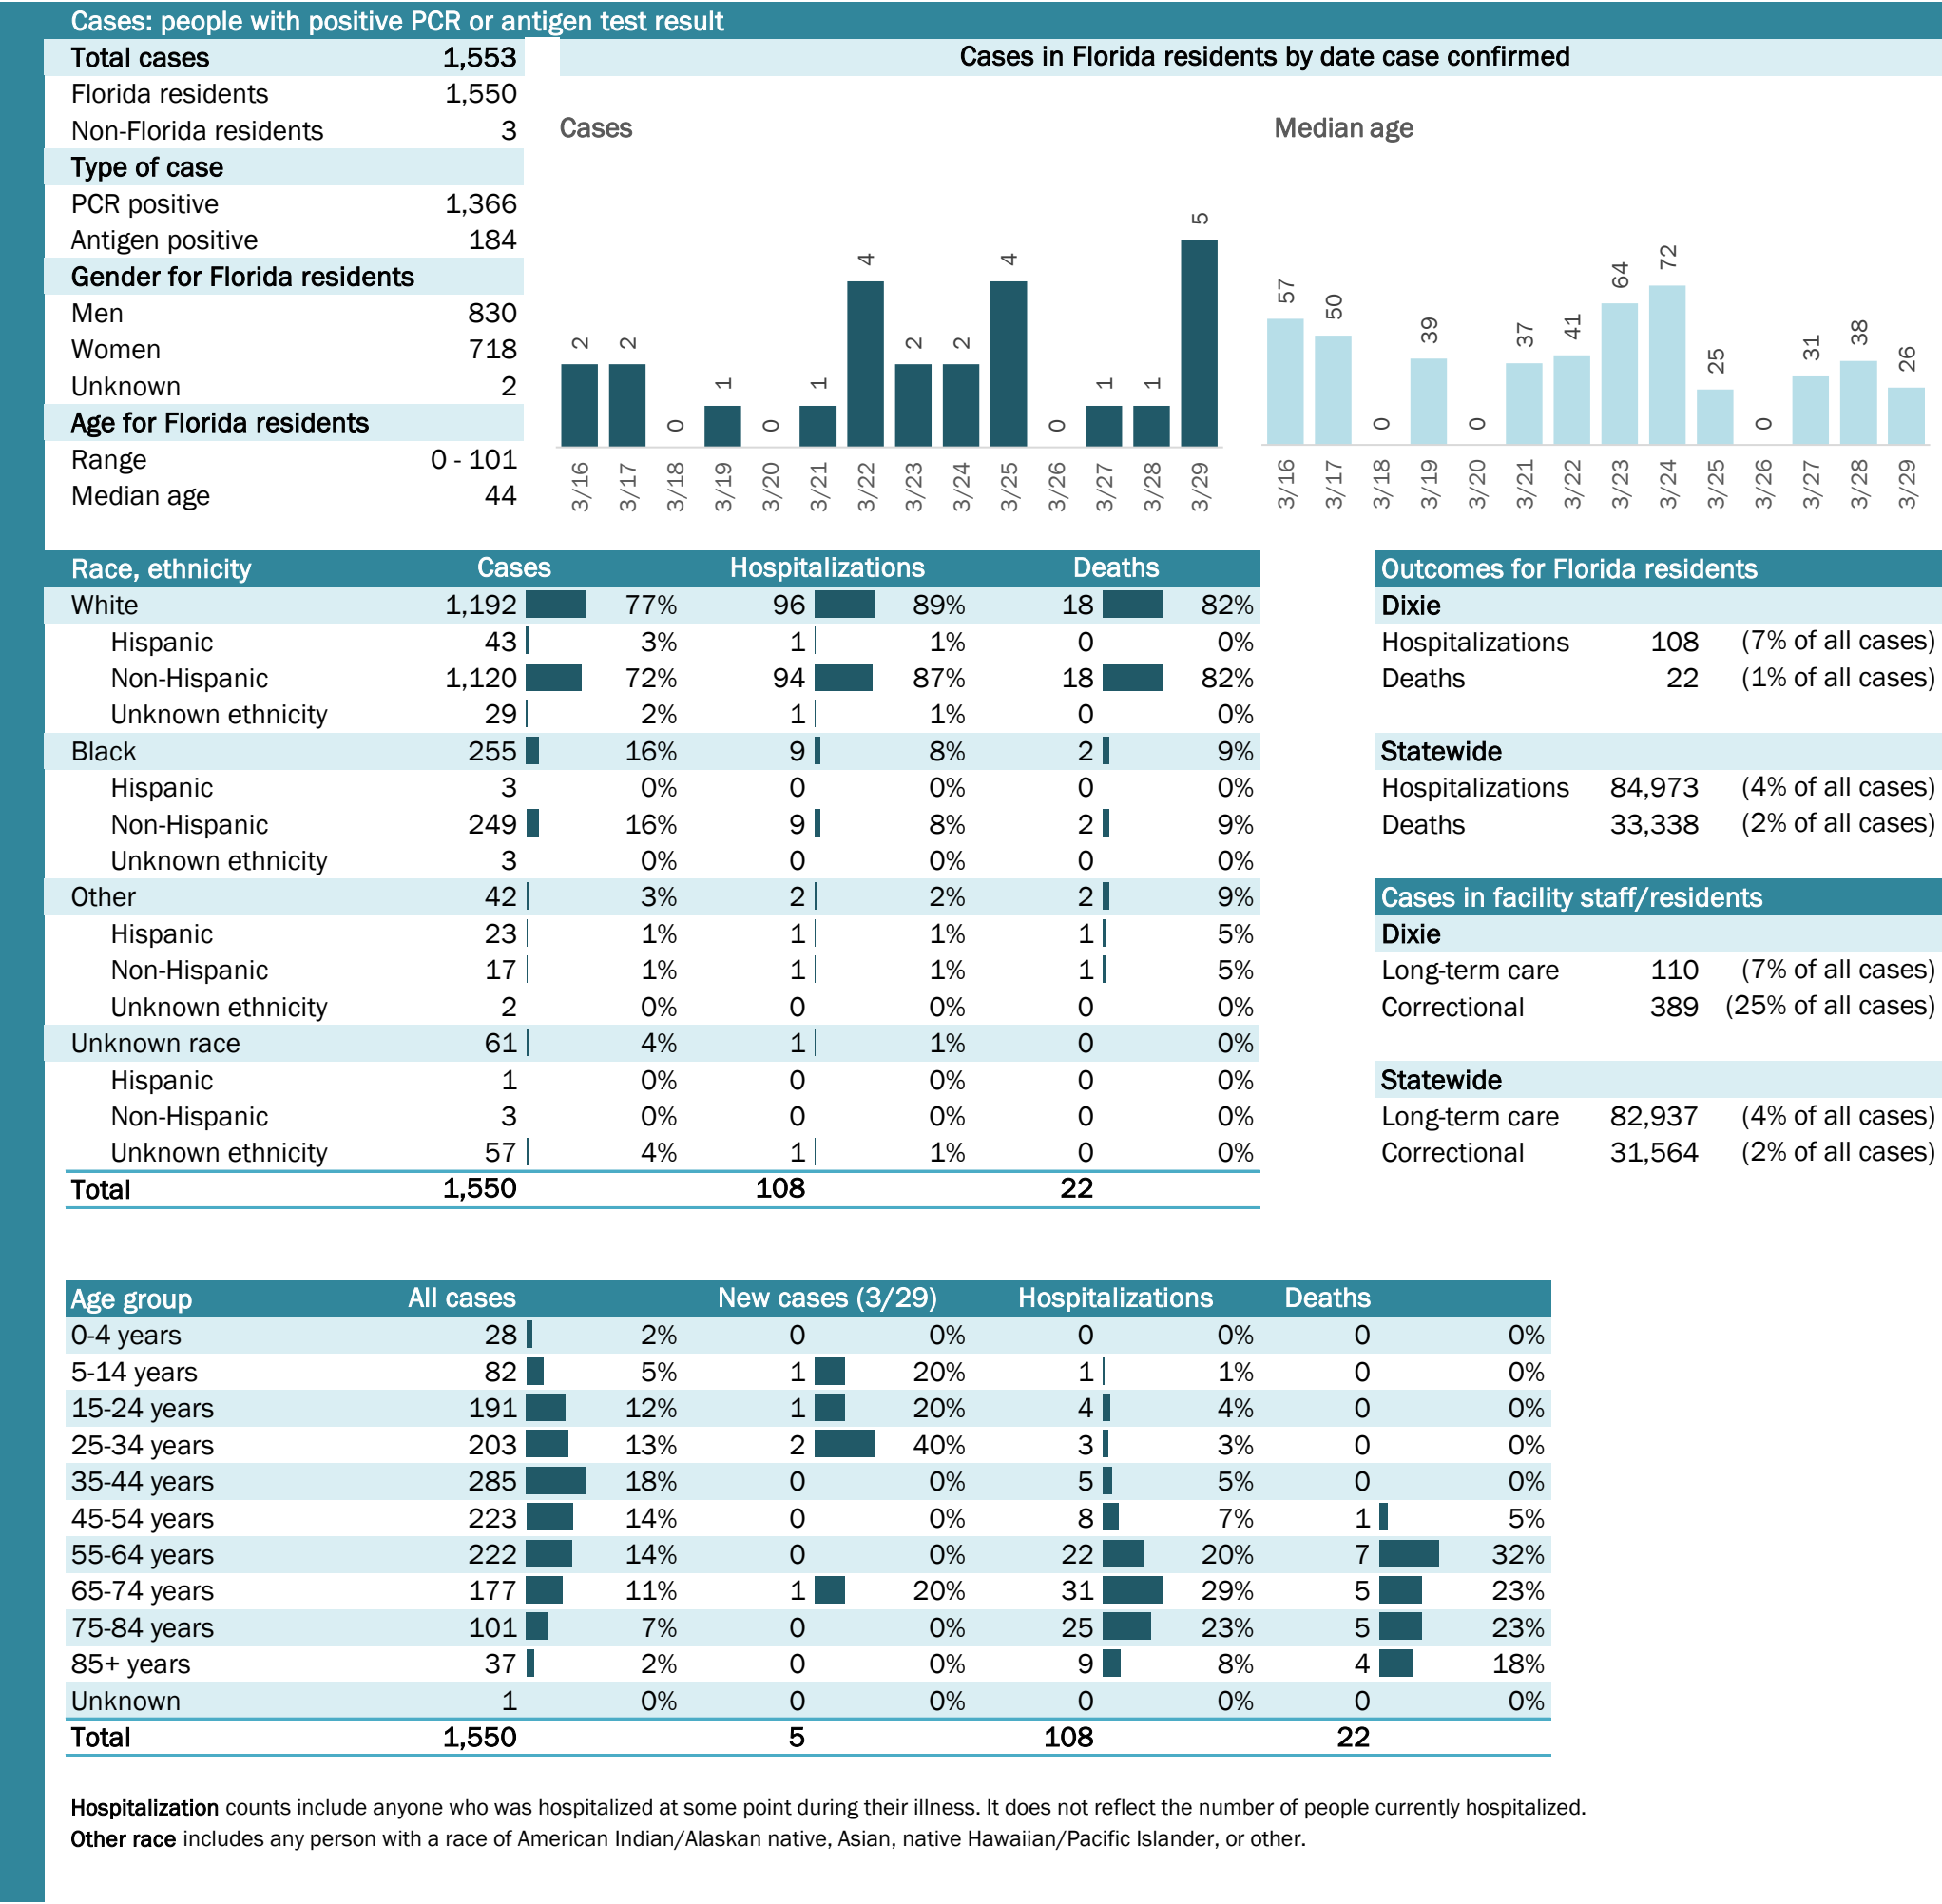 Cases: people with positive PCR or antigen test result
Total cases 1,553
Florida residents 1,550
Non-Florida residents 3
Type of case
PCR positive 1,366
Antigen positive 184
Gender for Florida residents
Men 830
Women 718
Unknown 2
Age for Florida residents
Range 0 - 101
Median age 44
Cases in Florida residents by date case confirmed
Cases
2 2 0 1 0 1 4 2 2 4 0 1 1 5
3/16 3/17 3/18 3/19 3/20 3/21 3/22 3/23 3/24 3/25 3/26 3/27 3/28 3/29
Median age
57 50 0 39 0 37 41 64 72 25 0 31 38 26
3/16 3/17 3/18 3/19 3/20 3/21 3/22 3/23 3/24 3/25 3/26 3/27 3/28 3/29
Race, ethnicity Cases Hospitalizations Deaths
White 1,192 77% 96 89% 18 82%
Hispanic 43 3% 1 1% 0 0%
Non-Hispanic 1,120 72% 94 87% 18 82%
Unknown ethnicity 29 2% 1 1% 0 0%
Black 255 16% 9 8% 2 9%
Hispanic 3 0% 0 0% 0 0%
Non-Hispanic 249 16% 9 8% 2 9%
Unknown ethnicity 3 0% 0 0% 0 0%
Other 42 3% 2 2% 2 9%
Hispanic 23 1% 1 1% 1 5%
Non-Hispanic 17 1% 1 1% 1 5%
Unknown ethnicity 2 0% 0 0% 0 0%
Unknown race 61 4% 1 1% 0 0%
Hispanic 1 0% 0 0% 0 0%
Non-Hispanic 3 0% 0 0% 0 0%
Unknown ethnicity 57 4% 1 1% 0 0%
Total 1,550 108 22
Outcomes for Florida residents
Dixie
Hospitalizations 108 (7% of all cases)
Deaths 22 (1% of all cases)
Statewide
Hospitalizations 84,973 (4% of all cases)
Deaths 33,338 (2% of all cases)
Cases in facility staff/residents
Dixie
Long-term care 110 (7% of all cases)
Correctional 389 (25% of all cases)
Statewide
Long-term care 82,937 (4% of all cases)
Correctional 31,564 (2% of all cases)
Age group All cases New cases (3/29) Hospitalizations Deaths
0-4 years 28 2% 0 0% 0 0% 0 0%
5-14 years 82 5% 1 20% 1 1% 0 0%
15-24 years 191 12% 1 20% 4 4% 0 0%
25-34 years 203 13% 2 40% 3 3% 0 0%
35-44 years 285 18% 0 0% 5 5% 0 0%
45-54 years 223 14% 0 0% 8 7% 1 5%
55-64 years 222 14% 0 0% 22 20% 7 32%
65-74 years 177 11% 1 20% 31 29% 5 23%
75-84 years 101 7% 0 0% 25 23% 5 23%
85+ years 37 2% 0 0% 9 8% 4 18%
Unknown 1 0% 0 0% 0 0% 0 0%
Total 1,550 5 108 22
Hospitalization counts include anyone who was hospitalized at some point during their illness. It does not reflect the number of people currently hospitalized.
Other race includes any person with a race of American Indian/Alaskan native, Asian, native Hawaiian/Pacific Islander, or other.